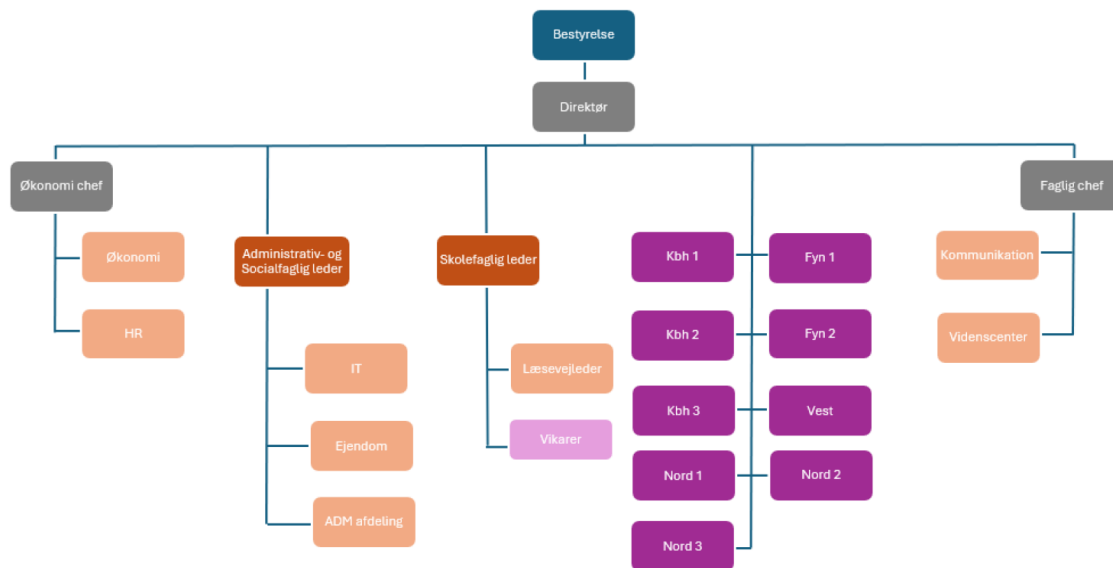 Bestyrelse
Direktør
Økonomi chef
Faglig chef
Økonomi
HR
Administrativ- og
Socialfaglig leder
IT
Ejendom
ADM afdeling
Skolefaglig leder
Læsevejleder
Vikarer
Kbh 1
Fyn 1
Kbh 2
Fyn 2
Kbh 3
Vest
Nord 1
Nord 2
Nord 3
Kommunikation
Videnscenter